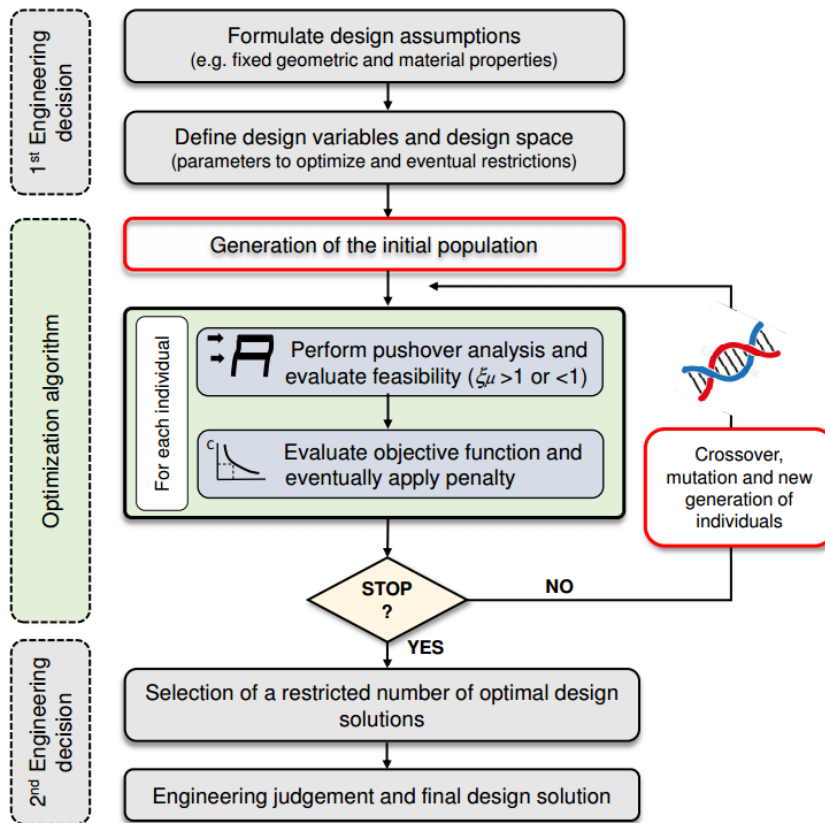 1st Engineering
decision
Formulate design assumptions
(e.g. fixed geometric and material properties)
Define design variables and design space
(parameters to optimize and eventual restrictions)
Optimization algorithm
Generation of the initial population
For each individual
Perform pushover analysis and
evaluate feasibility (ξμ >1 or <1)
C
Evaluate objective function and
eventually apply penalty
Crossover,
mutation and new
generation of
individuals
STOP
?
NO
YES
2nd Engineering
decision
Selection of a restricted number of optimal design
solutions
Engineering judgement and final design solution